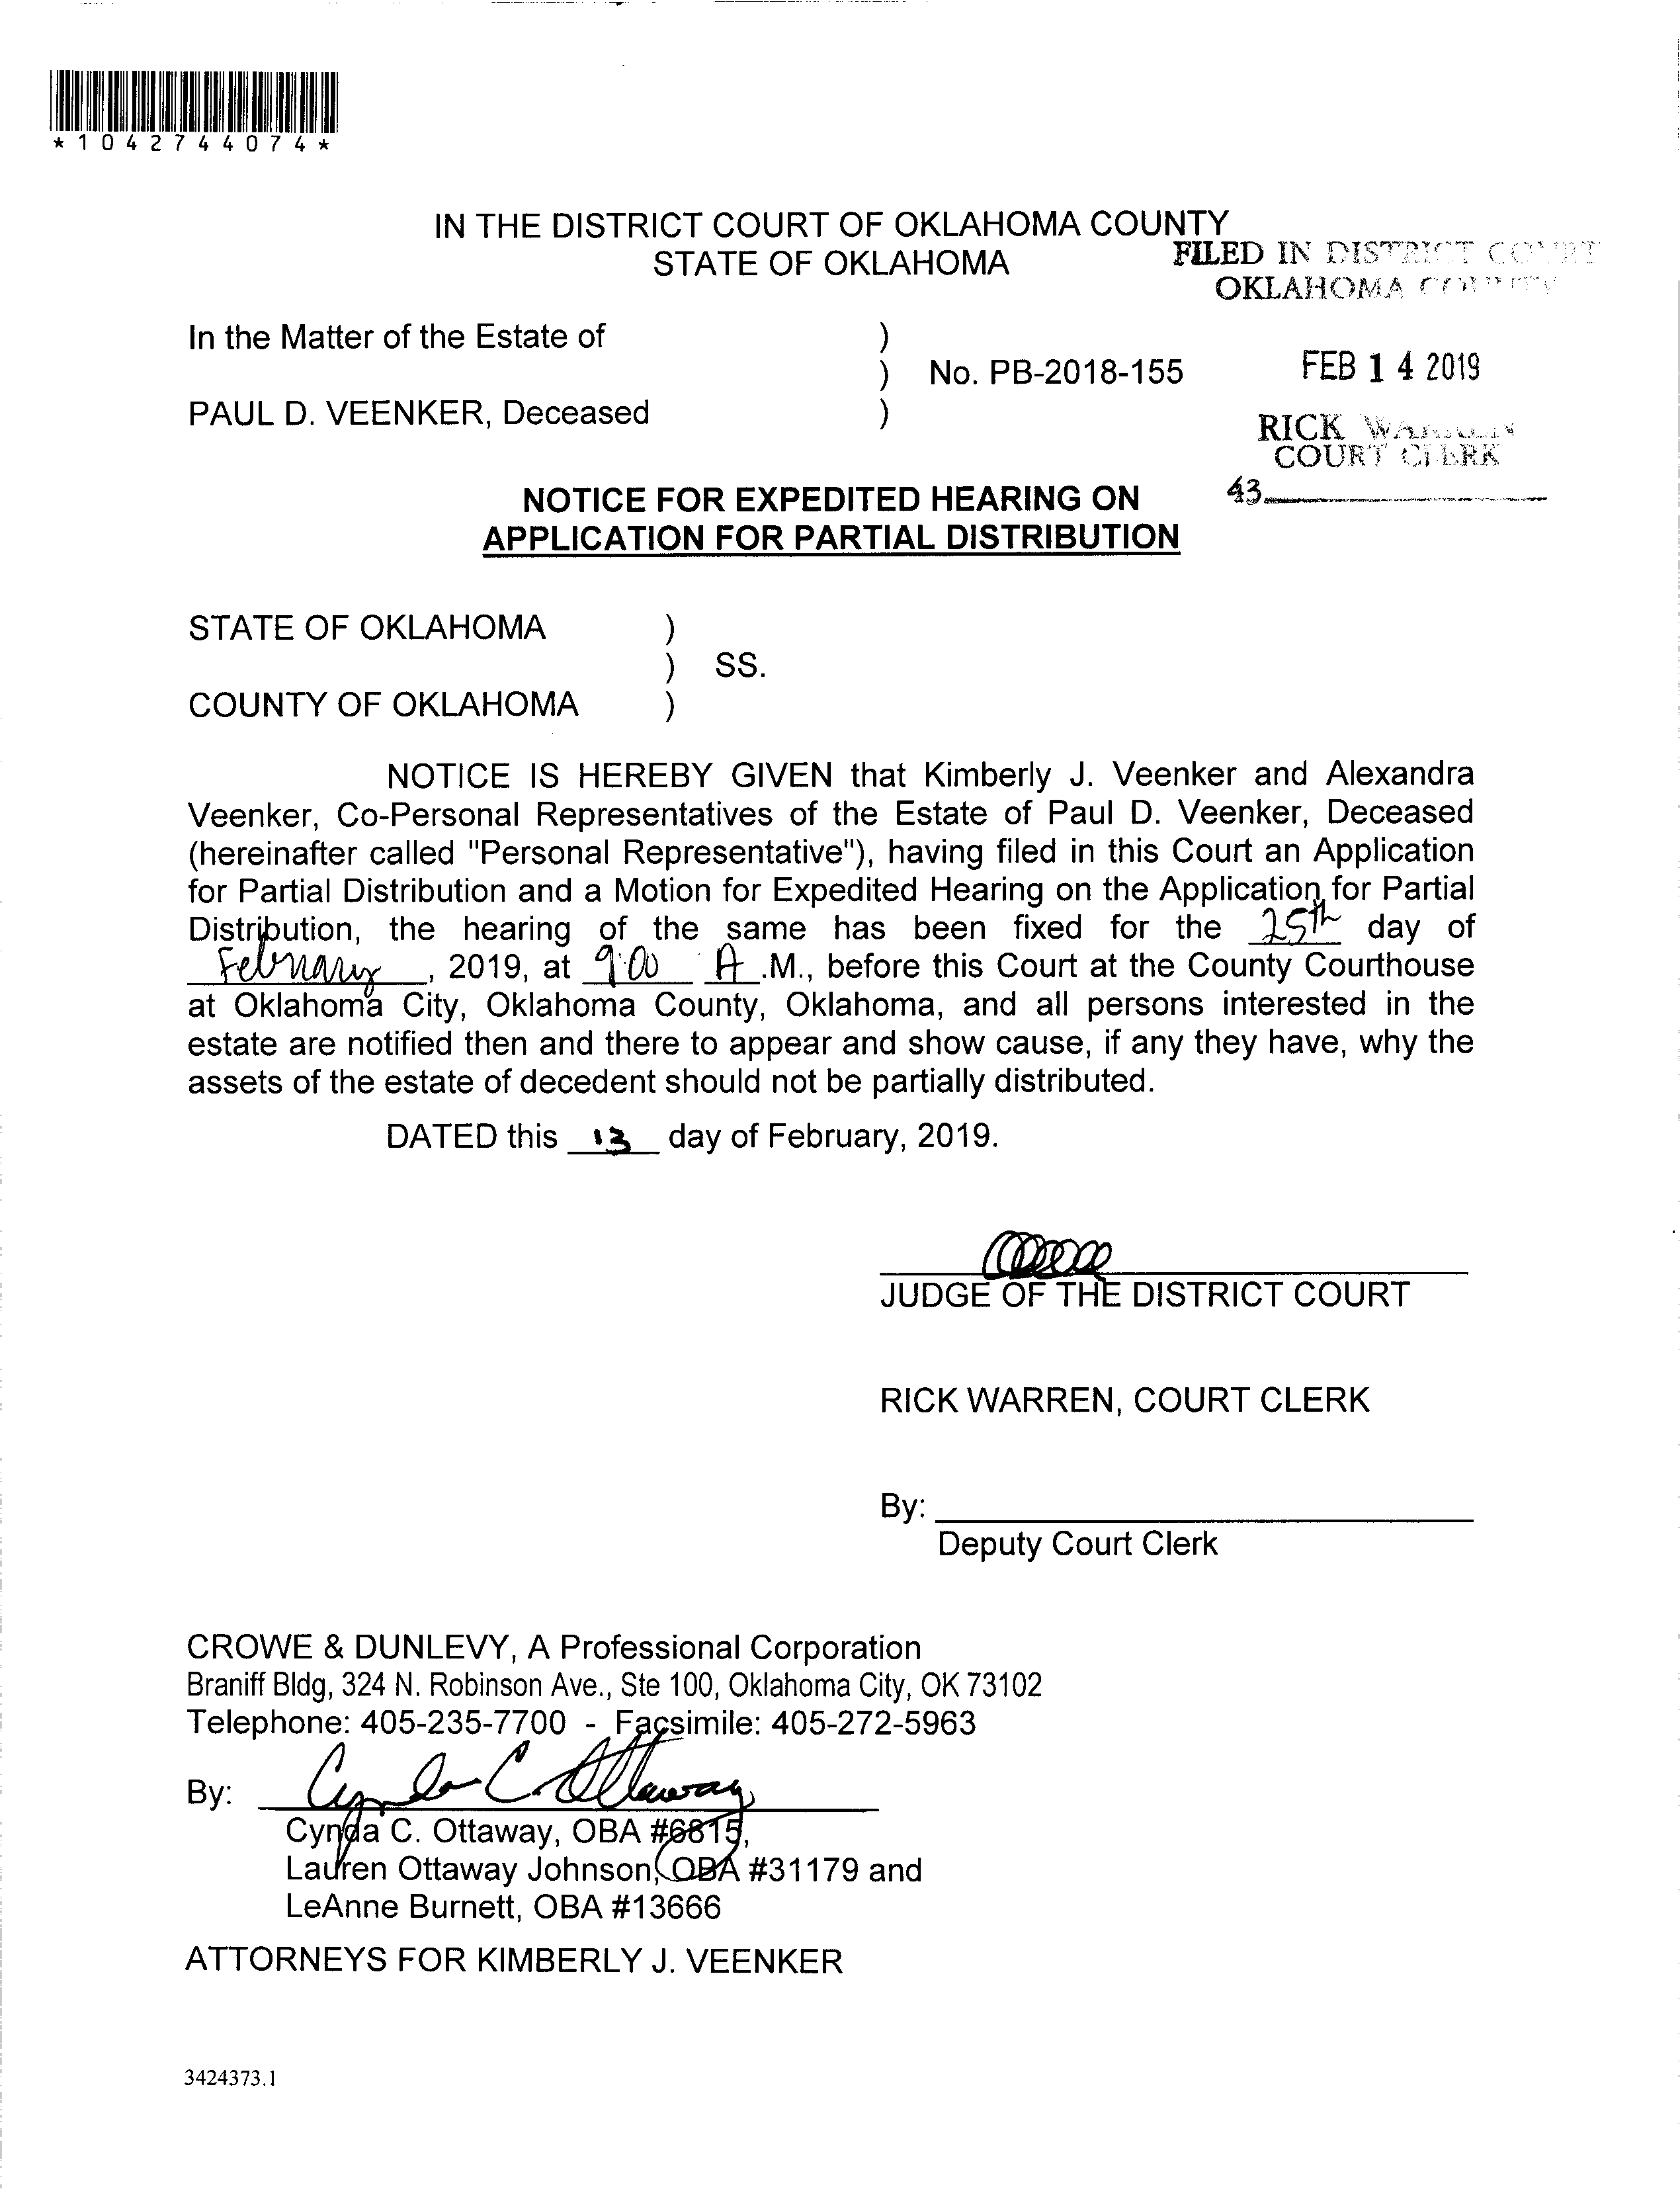 *1042744074*
IN THE DISTRICT COURT OF OKLAHOMA COUNTY
STATE OF OKLAHOMA
FILED IN DISTRICT COURT
OKLAHOMA COUNTY
In the Matter of the Estate of )
) No. PB-2018-155
FEB 14 2019
PAUL D. VEENKER, Deceased )
RICK WARREN
COURT CLERK
43
NOTICE FOR EXPEDITED HEARING ON
APPLICATION FOR PARTIAL DISTRIBUTION
STATE OF OKLAHOMA )
) SS.
COUNTY OF OKLAHOMA )
NOTICE IS HEREBY GIVEN that Kimberly J. Veenker and Alexandra
Veenker, Co-Personal Representatives of the Estate of Paul D. Veenker, Deceased
(hereinafter called "Personal Representative"), having filed in this Court an Application
for Partial Distribution and a Motion for Expedited Hearing on the Application for Partial
Distribution, the hearing of the same has been fixed for the 25th day of
February, 2019, at 9:00 A.M., before this Court at the County Courthouse
at Oklahoma City, Oklahoma County, Oklahoma, and all persons interested in the
estate are notified then and there to appear and show cause, if any they have, why the
assets of the estate of decedent should not be partially distributed.
DATED this 13 day of February, 2019.
JUDGE OF THE DISTRICT COURT
RICK WARREN, COURT CLERK
By:
Deputy Court Clerk
CROWE & DUNLEVY, A Professional Corporation
Braniff Bldg, 324 N. Robinson Ave., Ste 100, Oklahoma City, OK 73102
Telephone: 405-235-7700 - Facsimile: 405-272-5963
By: Cynda C. Ottaway
Cynda C. Ottaway, OBA #6815,
Lauren Ottaway Johnson, OBA #31179 and
LeAnne Burnett, OBA #13666
ATTORNEYS FOR KIMBERLY J. VEENKER
3424373.1